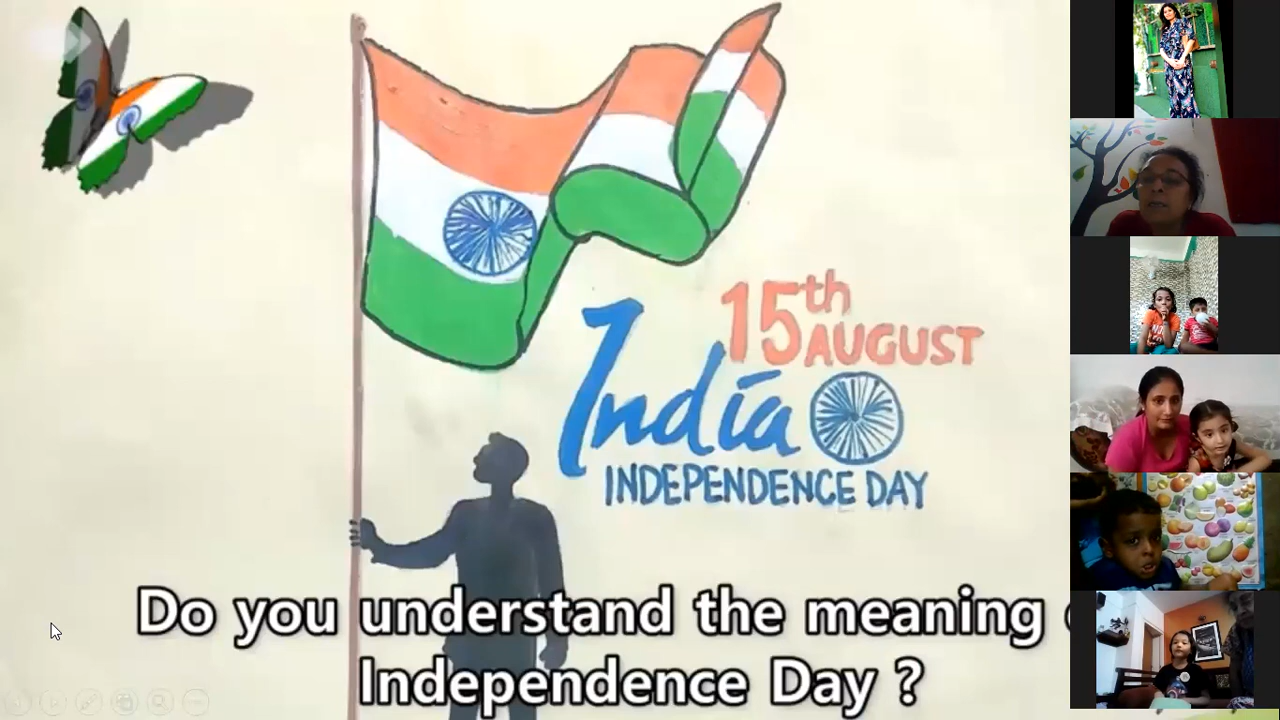 15th
AUGUST
India
INDEPENDENCE DAY
Do you understand the meaning
Independence Day ?